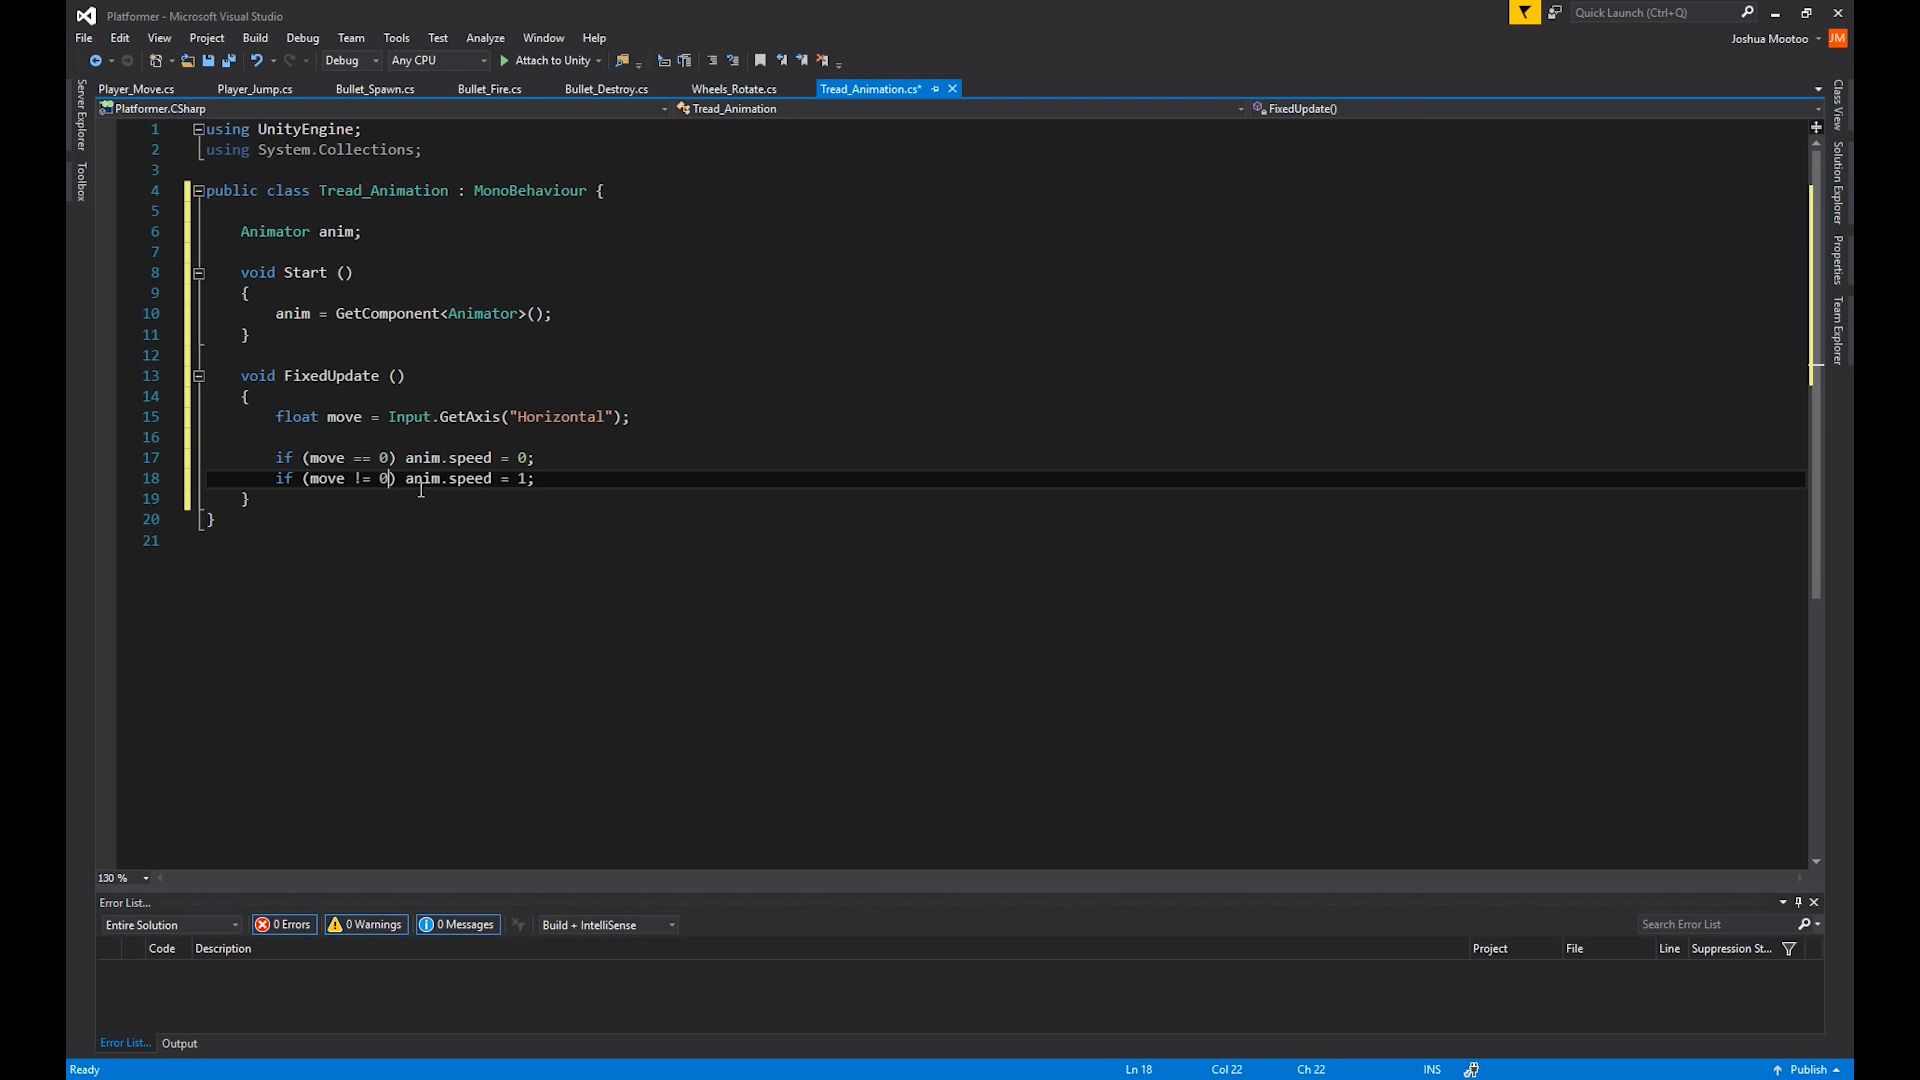 Platformer - Microsoft Visual Studio
Quick Launch (Ctrl+Q)
File Edit View Project Build Debug Team Tools Test Analyze Window Help
Joshua Mootoo JM
Debug Any CPU Attach to Unity
Player_Move.cs Player_Jump.cs Bullet_Spawn.cs Bullet_Fire.cs Bullet_Destroy.cs Wheels_Rotate.cs Tread_Animation.cs*
Platformer.CSharp Tread_Animation FixedUpdate()
Server Explorer
Toolbox
Class View
Solution Explorer
Properties
Team Explorer
1 using UnityEngine;
2 using System.Collections;
3
4 public class Tread_Animation : MonoBehaviour {
5
6 Animator anim;
7
8 void Start ()
9 {
10 anim = GetComponent<Animator>();
11 }
12
13 void FixedUpdate ()
14 {
15 float move = Input.GetAxis("Horizontal");
16
17 if (move == 0) anim.speed = 0;
18 if (move != 0) anim.speed = 1;
19 }
20 }
21
130 %
Error List...
Entire Solution 0 Errors 0 Warnings 0 Messages Build + IntelliSense Search Error List
Code Description Project File Line Suppression St...
Error List... Output
Ready Ln 18 Col 22 Ch 22 INS Publish